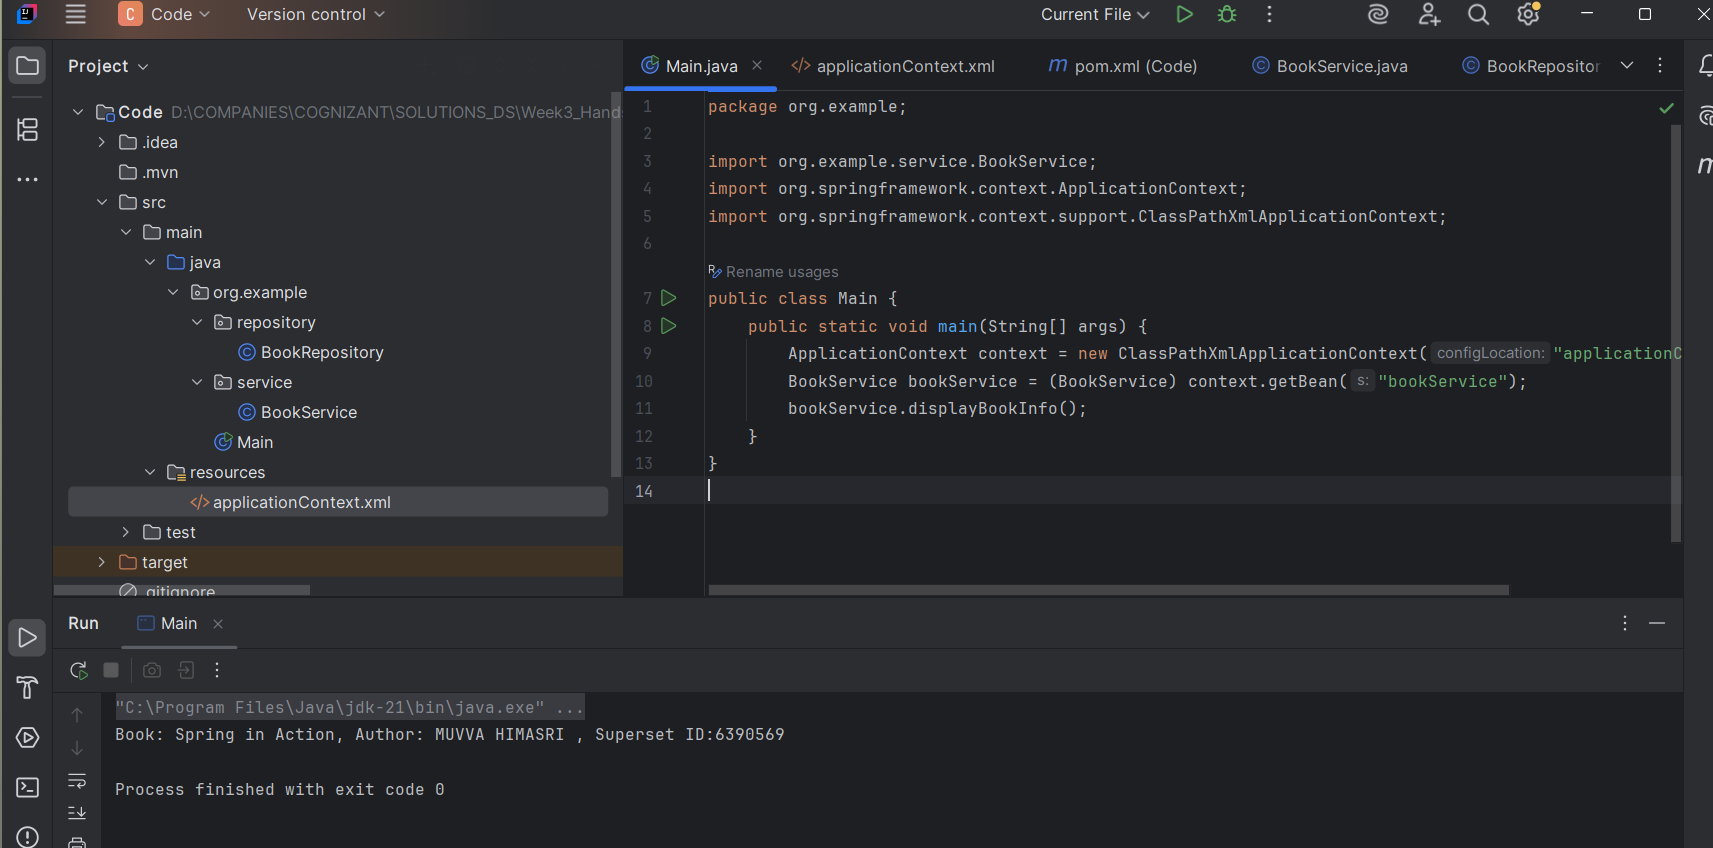 C Code Version control Current File
Project
Main.java applicationContext.xml m pom.xml (Code) BookService.java BookRepositor
Code D:\COMPANIES\COGNIZANT\SOLUTIONS_DS\Week3_Hand
.idea
.mvn
src
main
java
org.example
repository
BookRepository
service
BookService
Main
resources
applicationContext.xml
test
target
.gitignore
1 package org.example;
2
3 import org.example.service.BookService;
4 import org.springframework.context.ApplicationContext;
5 import org.springframework.context.support.ClassPathXmlApplicationContext;
6
Rename usages
7 public class Main {
8 public static void main(String[] args) {
9 ApplicationContext context = new ClassPathXmlApplicationContext( configLocation: "applicationC
10 BookService bookService = (BookService) context.getBean( s: "bookService");
11 bookService.displayBookInfo();
12 }
13 }
14
Run Main
"C:\Program Files\Java\jdk-21\bin\java.exe" ...
Book: Spring in Action, Author: MUVVA HIMASRI , Superset ID:6390569
Process finished with exit code 0